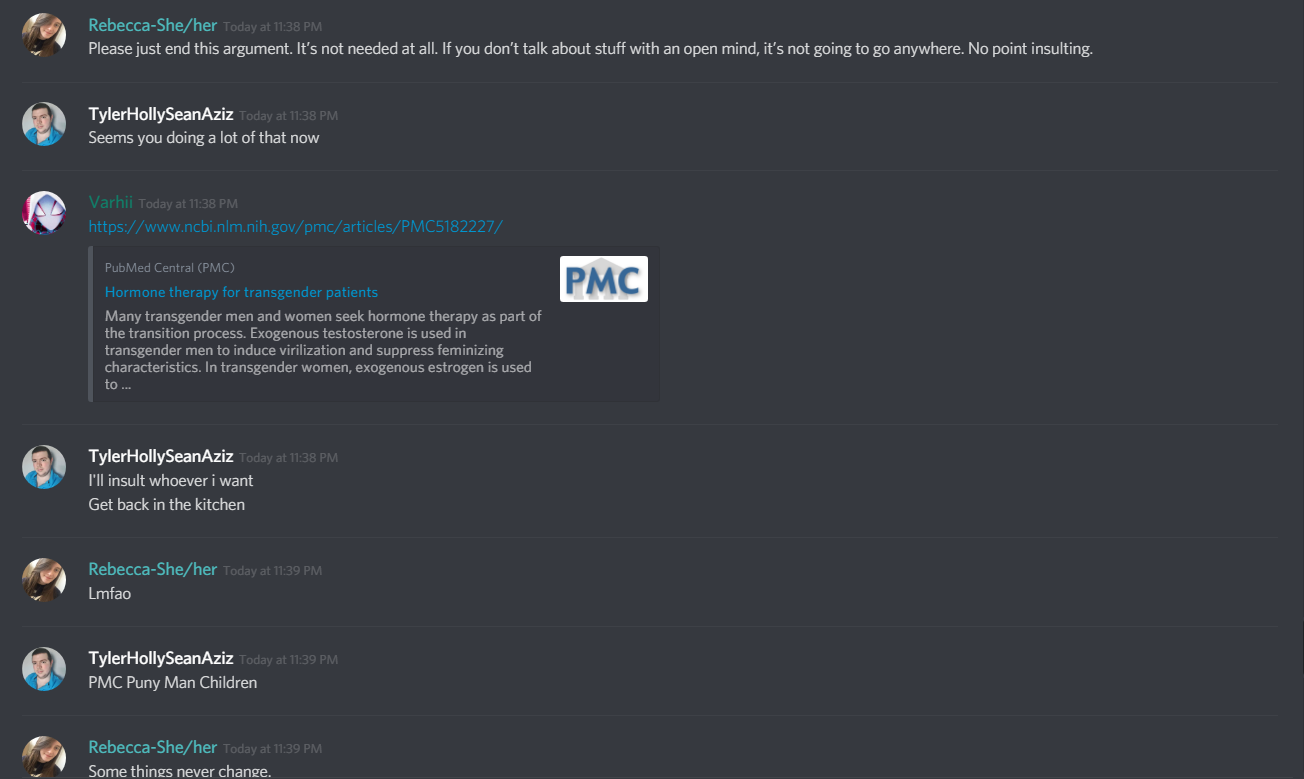 Rebecca-She/her Today at 11:38 PM
Please just end this argument. It's not needed at all. If you don't talk about stuff with an open mind, it's not going to go anywhere. No point insulting.
TylerHollySeanAziz Today at 11:38 PM
Seems you doing a lot of that now
Varhii Today at 11:38 PM
https://www.ncbi.nlm.nih.gov/pmc/articles/PMC5182227/
PubMed Central (PMC)
PMC
Hormone therapy for transgender patients
Many transgender men and women seek hormone therapy as part of
the transition process. Exogenous testosterone is used in
transgender men to induce virilization and suppress feminizing
characteristics. In transgender women, exogenous estrogen is used
to ...
TylerHollySeanAziz Today at 11:38 PM
I'll insult whoever i want
Get back in the kitchen
Rebecca-She/her Today at 11:39 PM
Lmfao
TylerHollySeanAziz Today at 11:39 PM
PMC Puny Man Children
Rebecca-She/her Today at 11:39 PM
Some things never change.